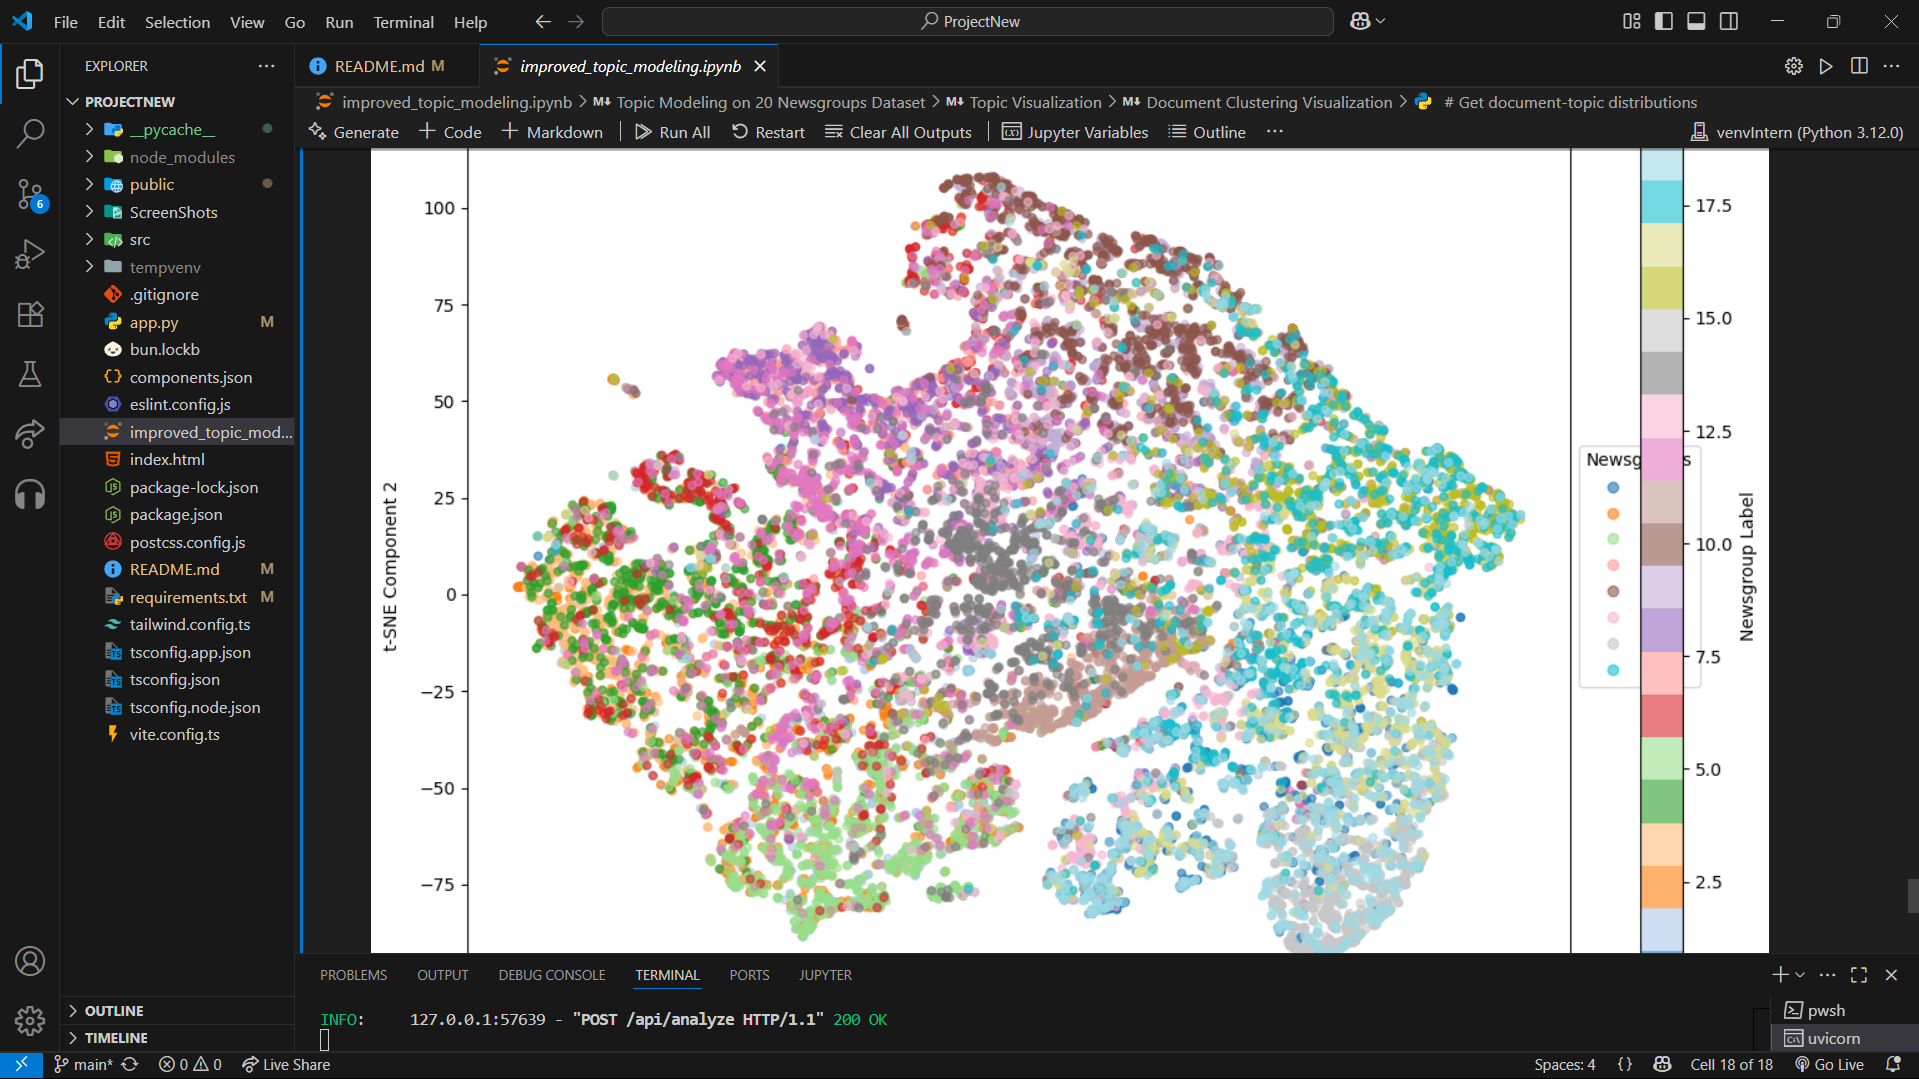 File Edit Selection View Go Run Terminal Help
ProjectNew
EXPLORER
PROJECTNEW
__pycache__
node_modules
public
ScreenShots
src
tempvenv
.gitignore
app.py M
bun.lockb
components.json
eslint.config.js
improved_topic_mod...
index.html
package-lock.json
package.json
postcss.config.js
README.md M
requirements.txt M
tailwind.config.ts
tsconfig.app.json
tsconfig.json
tsconfig.node.json
vite.config.ts
OUTLINE
TIMELINE
6
README.md M
improved_topic_modeling.ipynb
improved_topic_modeling.ipynb > M↓ Topic Modeling on 20 Newsgroups Dataset > M↓ Topic Visualization > M↓ Document Clustering Visualization > # Get document-topic distributions
Generate + Code + Markdown Run All Restart Clear All Outputs Jupyter Variables Outline ...
venvIntern (Python 3.12.0)
100
75
50
25
0
−25
−50
−75
t-SNE Component 2
Newsg s
17.5
15.0
12.5
10.0
7.5
5.0
2.5
Newsgroup Label
PROBLEMS OUTPUT DEBUG CONSOLE TERMINAL PORTS JUPYTER
INFO: 127.0.0.1:57639 - "POST /api/analyze HTTP/1.1" 200 OK
pwsh
uvicorn
main* 0 0 Live Share
Spaces: 4 {} Cell 18 of 18 Go Live